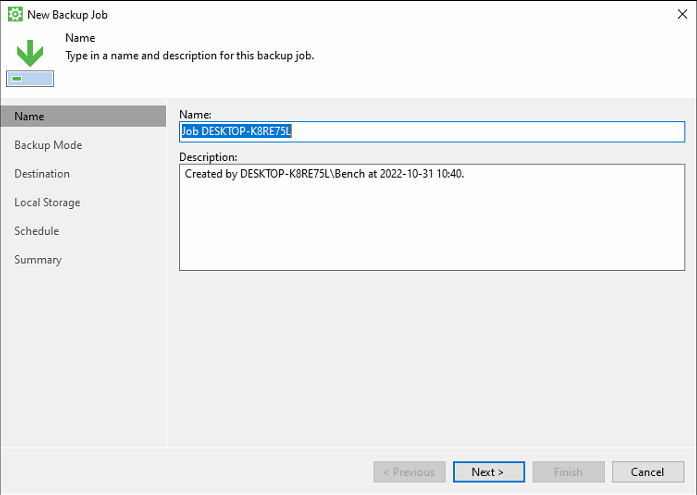 New Backup Job
Name
Type in a name and description for this backup job.
Name
Backup Mode
Destination
Local Storage
Schedule
Summary
Name:
Job DESKTOP-K8RE75L
Description:
Created by DESKTOP-K8RE75L\Bench at 2022-10-31 10:40.
< Previous
Next >
Finish
Cancel